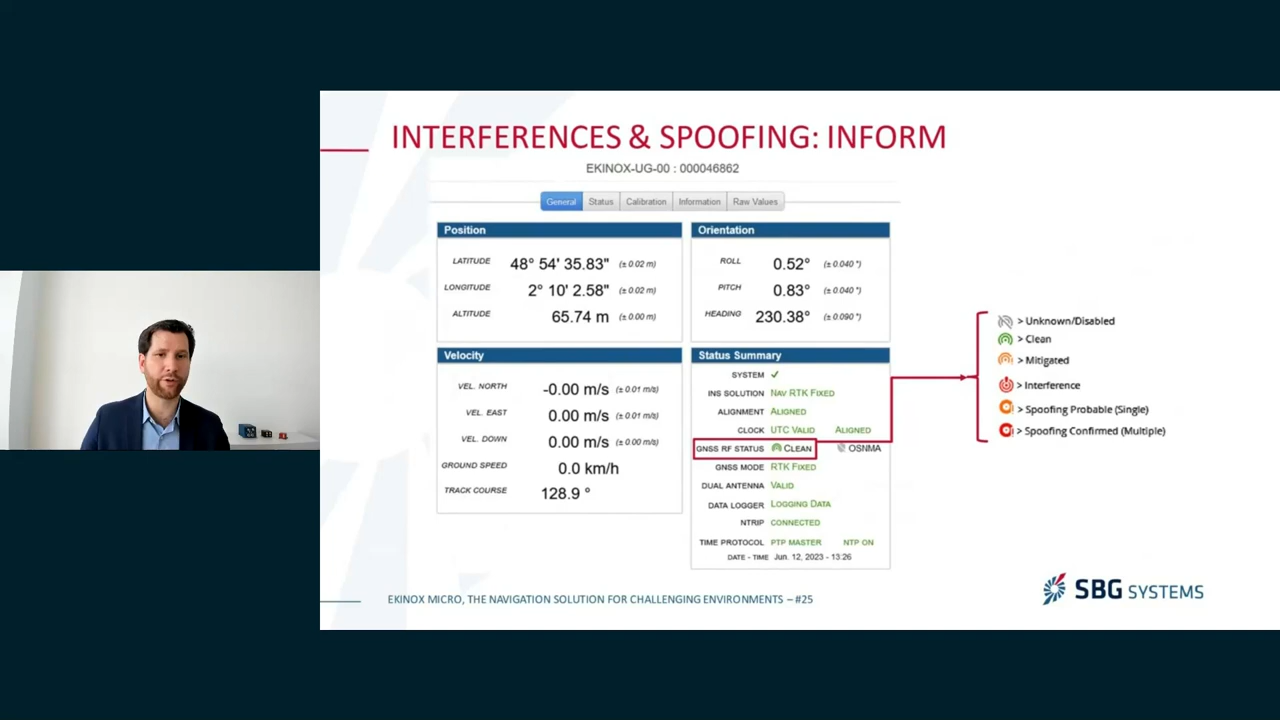 INTERFERENCES & SPOOFING: INFORM
EKINOX-UG-00 : 000046862
General Status Calibration Information Raw Values
Position
LATITUDE 48° 54' 35.83" (± 0.02 m)
LONGITUDE 2° 10' 2.58" (± 0.02 m)
ALTITUDE 65.74 m (± 0.00 m)
Orientation
ROLL 0.52° (± 0.040 °)
PITCH 0.83° (± 0.040 °)
HEADING 230.38° (± 0.090 °)
Velocity
VEL. NORTH -0.00 m/s (± 0.01 m/s)
VEL. EAST 0.00 m/s (± 0.01 m/s)
VEL. DOWN 0.00 m/s (± 0.00 m/s)
GROUND SPEED 0.0 km/h
TRACK COURSE 128.9 °
Status Summary
SYSTEM ✓
INS SOLUTION NAV RTK FIXED
ALIGNMENT ALIGNED
CLOCK UTC VALID ALIGNED
GNSS RF STATUS CLEAN OSNMA
GNSS MODE RTK FIXED
DUAL ANTENNA VALID
DATA LOGGER LOGGING DATA
NTRIP CONNECTED
TIME PROTOCOL PTP MASTER NTP ON
DATE - TIME Jun. 12, 2023 - 13:26
> Unknown/Disabled
> Clean
> Mitigated
> Interference
> Spoofing Probable (Single)
> Spoofing Confirmed (Multiple)
EKINOX MICRO, THE NAVIGATION SOLUTION FOR CHALLENGING ENVIRONMENTS – #25
SBG SYSTEMS